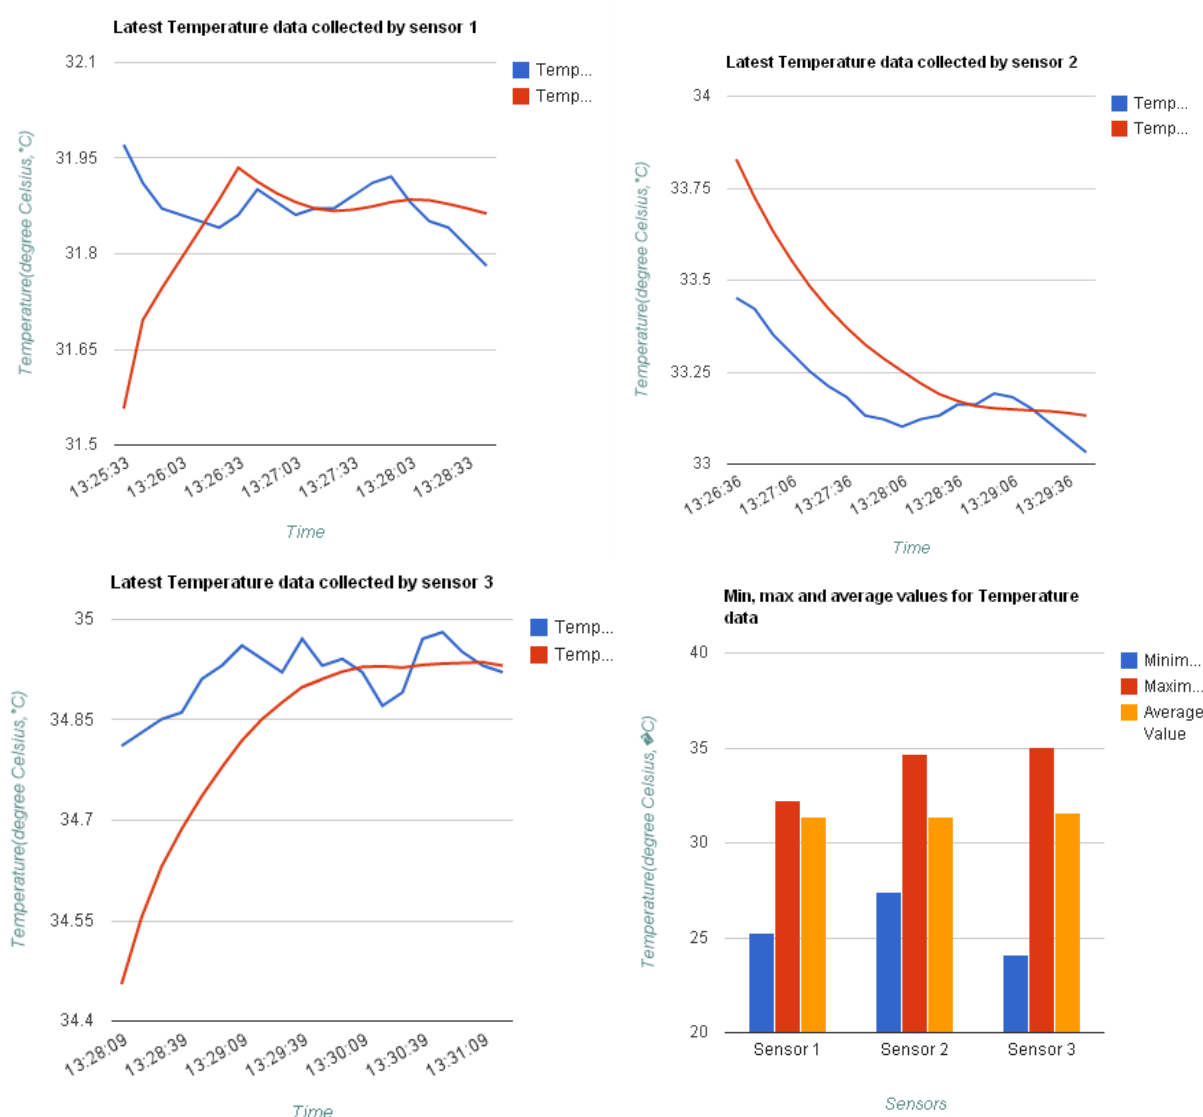 Latest Temperature data collected by sensor 1
Temperature(degree Celsius,°C)
32.1
31.95
31.8
31.65
31.5
13:25:33
13:26:03
13:26:33
13:27:03
13:27:33
13:28:03
13:28:33
Time
Temp...
Temp...
Latest Temperature data collected by sensor 2
Temperature(degree Celsius,°C)
34
33.75
33.5
33.25
33
13:26:36
13:27:06
13:27:36
13:28:06
13:28:36
13:29:06
13:29:36
Time
Temp...
Temp...
Latest Temperature data collected by sensor 3
Temperature(degree Celsius,°C)
35
34.85
34.7
34.55
34.4
13:28:09
13:28:39
13:29:09
13:29:39
13:30:09
13:30:39
13:31:09
Time
Temp...
Temp...
Min, max and average values for Temperature
data
Temperature(degree Celsius, �C)
40
35
30
25
20
Sensor 1
Sensor 2
Sensor 3
Sensors
Minim...
Maxim...
Average
Value